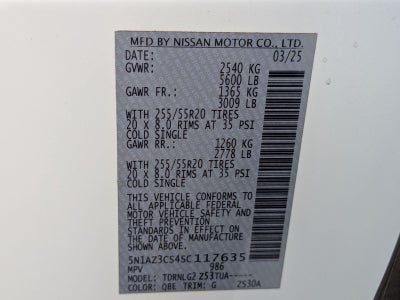 MFD BY NISSAN MOTOR CO., LTD.
DATE: 03/25
GVWR: 2540 KG
5600 LB
GAWR FR.: 1365 KG
3009 LB
WITH 255/55R20 TIRES
20 X 8.0 RIMS AT 35 PSI
COLD SINGLE
GAWR RR.: 1260 KG
2778 LB
WITH 255/55R20 TIRES
20 X 8.0 RIMS AT 35 PSI
COLD SINGLE
THIS VEHICLE CONFORMS TO
ALL APPLICABLE FEDERAL
MOTOR VEHICLE SAFETY AND
THEFT PREVENTION
STANDARDS IN EFFECT ON
THE DATE OF MANUFACTURE
SHOWN ABOVE.
5N1AZ3CS4SC117635
MPV 986
MODEL: TDRNLG2 Z53TUA-----
COLOR: QBE TRIM: G Z530A